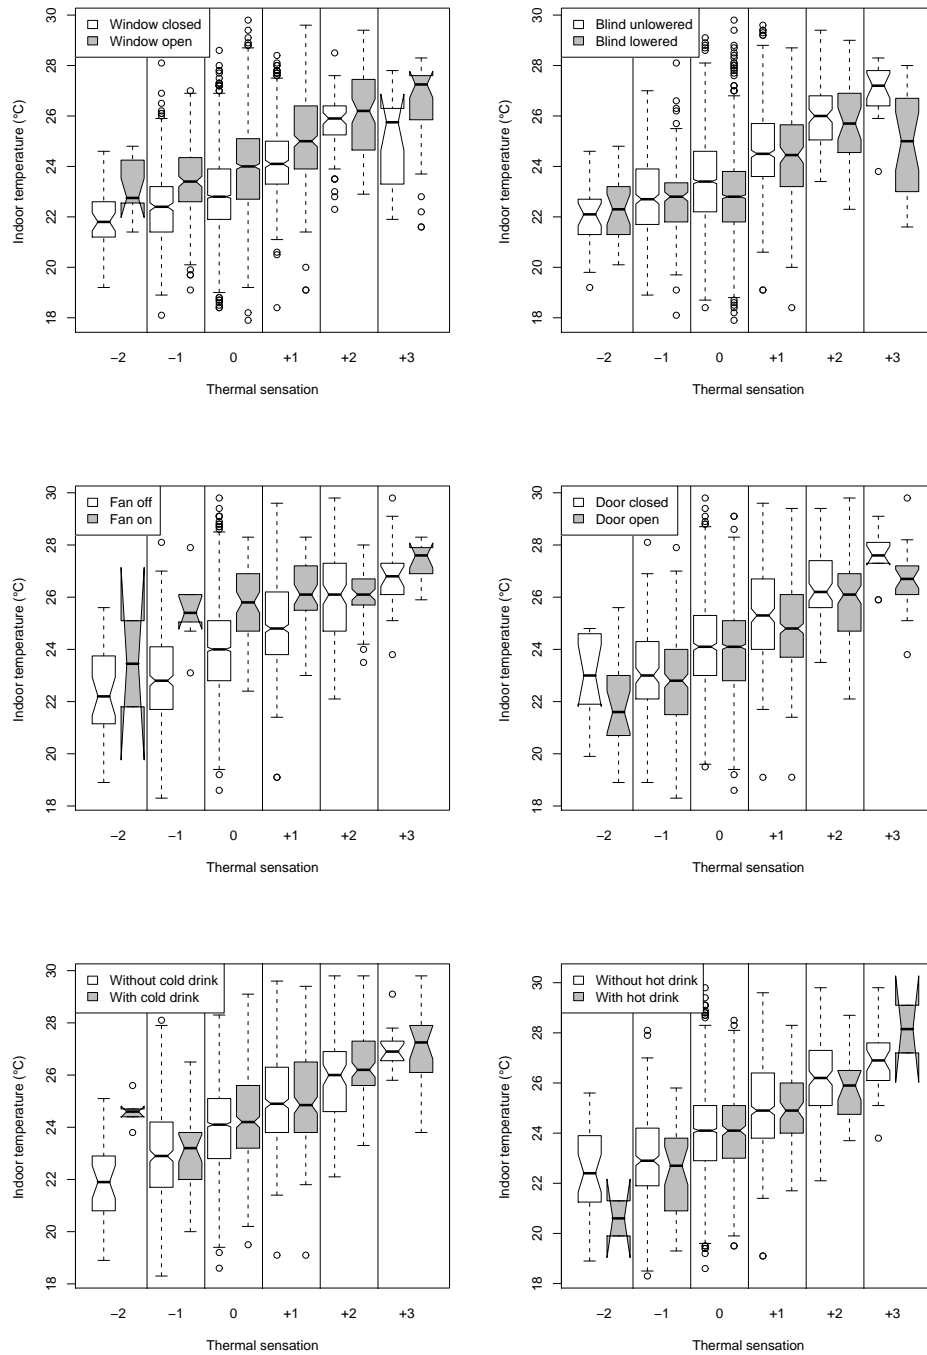 Window closed
Window open
Indoor temperature (°C)
18 20 22 24 26 28 30
−2 −1 0 +1 +2 +3
Thermal sensation
Blind unlowered
Blind lowered
Indoor temperature (°C)
18 20 22 24 26 28 30
−2 −1 0 +1 +2 +3
Thermal sensation
Fan off
Fan on
Indoor temperature (°C)
18 20 22 24 26 28 30
−2 −1 0 +1 +2 +3
Thermal sensation
Door closed
Door open
Indoor temperature (°C)
18 20 22 24 26 28 30
−2 −1 0 +1 +2 +3
Thermal sensation
Without cold drink
With cold drink
Indoor temperature (°C)
18 20 22 24 26 28 30
−2 −1 0 +1 +2 +3
Thermal sensation
Without hot drink
With hot drink
Indoor temperature (°C)
18 20 22 24 26 28 30
−2 −1 0 +1 +2 +3
Thermal sensation